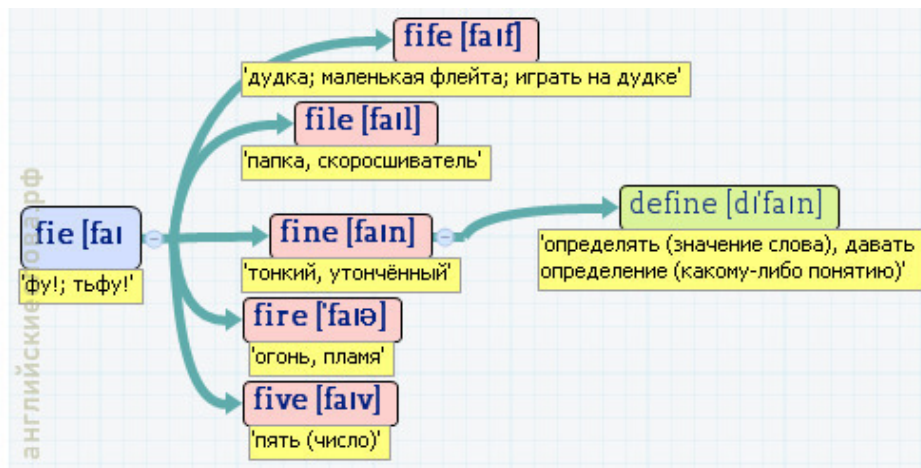 fife [faɪf]
'дудка; маленькая флейта; играть на дудке'
file [faɪl]
'папка, скоросшиватель'
fie [faɪ
'фу!; тьфу!'
fine [faɪn]
'тонкий, утончённый'
define [dɪ'faɪn]
'определять (значение слова), давать
определение (какому-либо понятию)'
fire ['faɪə]
'огонь, пламя'
five [faɪv]
'пять (число)'